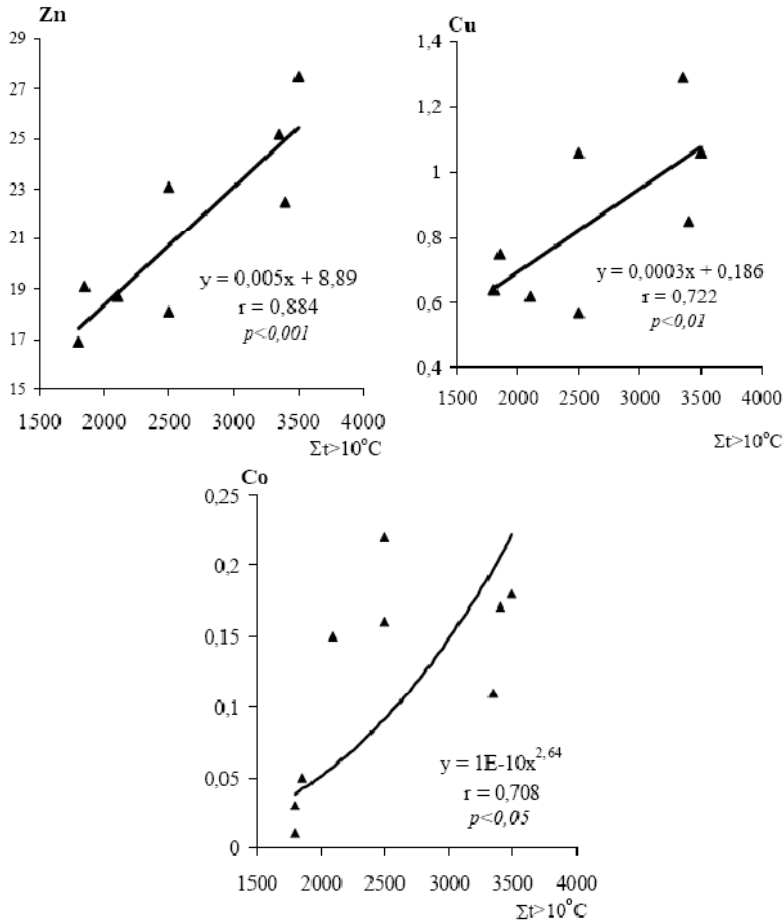 Zn
29
27
25
23
21
19
17
15
y = 0,005x + 8,89
r = 0,884
p<0,001
1500 2000 2500 3000 3500 4000
Σt>10°C
Cu
1,4
1,2
1
0,8
0,6
0,4
y = 0,0003x + 0,186
r = 0,722
p<0,01
1500 2000 2500 3000 3500 4000
Σt>10°C
Co
0,25
0,2
0,15
0,1
0,05
0
y = 1E-10x^2,64
r = 0,708
p<0,05
1500 2000 2500 3000 3500 4000
Σt>10°C